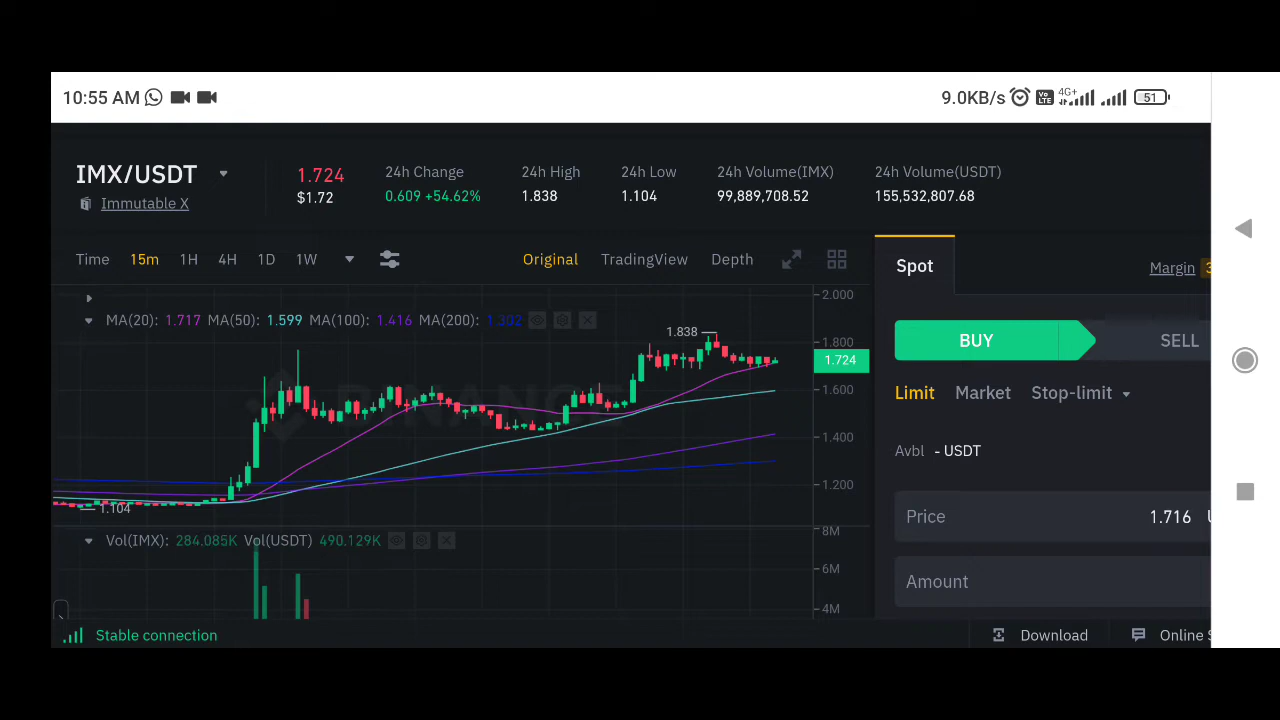 10:55 AM 9.0KB/s Vo LTE 4G+ 51
IMX/USDT
Immutable X
1.724
$1.72
24h Change
0.609 +54.62%
24h High
1.838
24h Low
1.104
24h Volume(IMX)
99,889,708.52
24h Volume(USDT)
155,532,807.68
Time 15m 1H 4H 1D 1W Original TradingView Depth
MA(20): 1.717 MA(50): 1.599 MA(100): 1.416 MA(200): 1.302
2.000
1.838
1.800
1.724
1.600
BINANCE
1.400
1.200
1.104
Vol(IMX): 284.085K Vol(USDT) 490.129K
8M
6M
4M
Spot Margin 3
BUY SELL
Limit Market Stop-limit
Avbl - USDT
Price 1.716
Amount
Stable connection Download Online